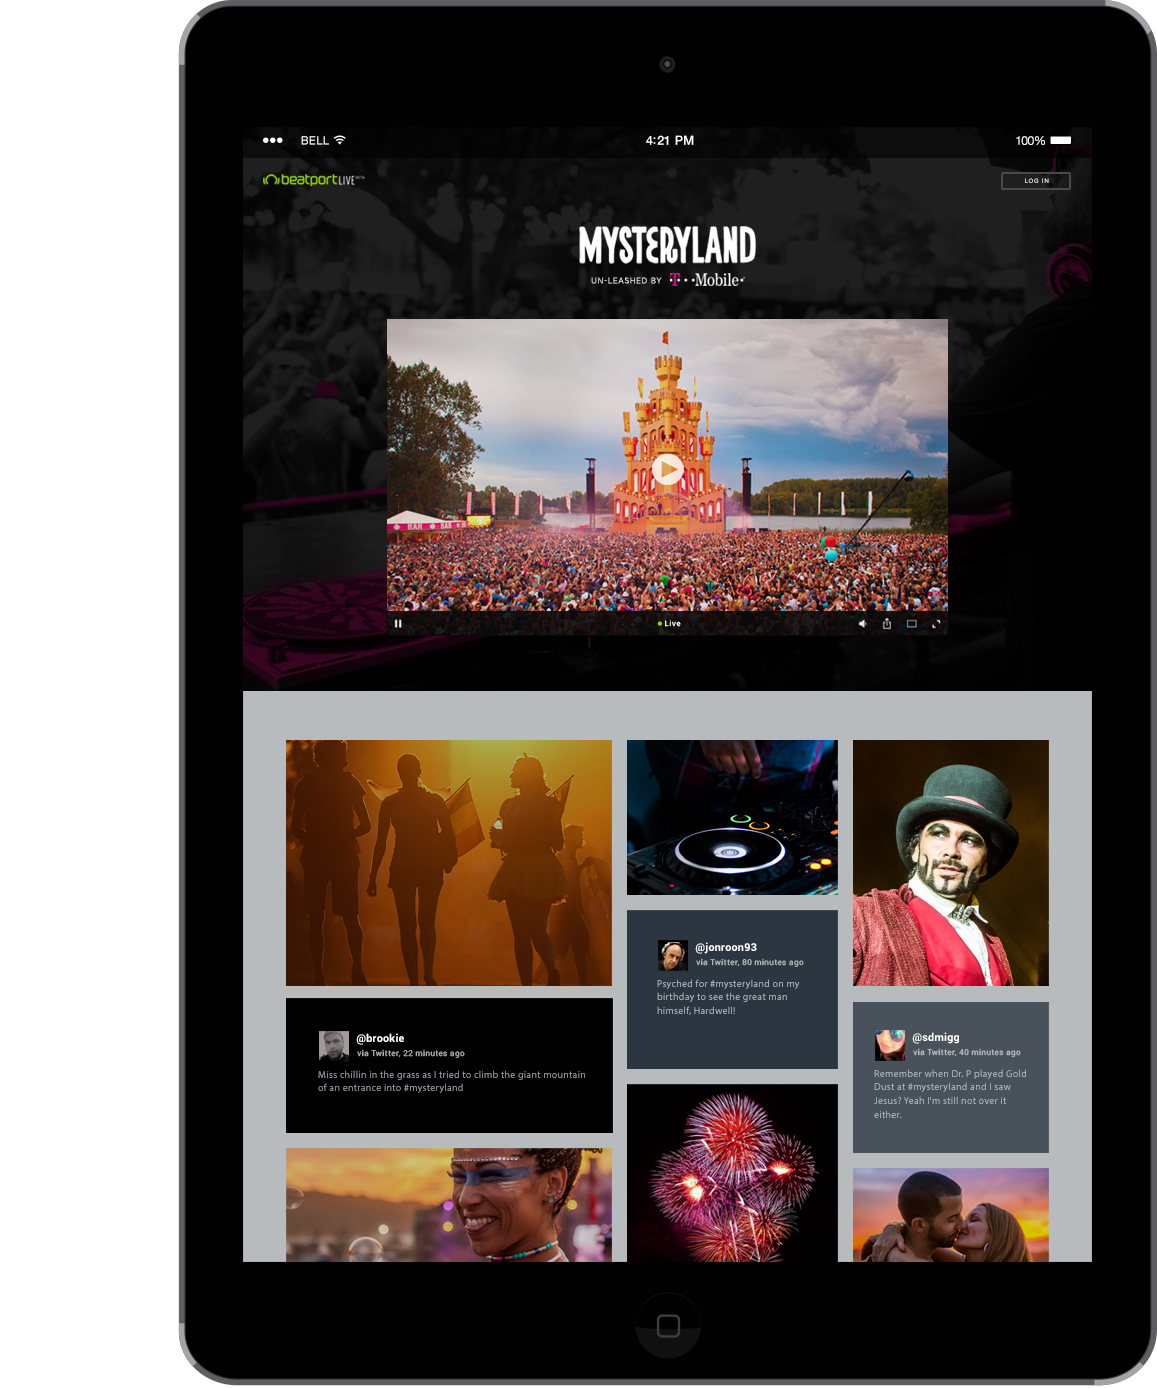 BELL
4:21 PM
100%
beatport LIVE BETA
LOG IN
MYSTERYLAND
UN-LEASHED BY T··Mobile·
BAR BAR
Live
@jonroon93
via Twitter, 80 minutes ago
Psyched for #mysteryland on my
birthday to see the great man
himself, Hardwell!
@brookie
via Twitter, 22 minutes ago
Miss chillin in the grass as I tried to climb the giant mountain
of an entrance into #mysteryland
@sdmigg
via Twitter, 40 minutes ago
Remember when Dr. P played Gold
Dust at #mysteryland and I saw
Jesus? Yeah I'm still not over it
either.